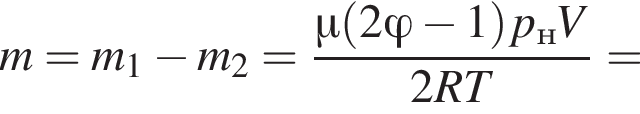 m = m₁ − m₂ = μ(2φ − 1)pₙV / 2RT =